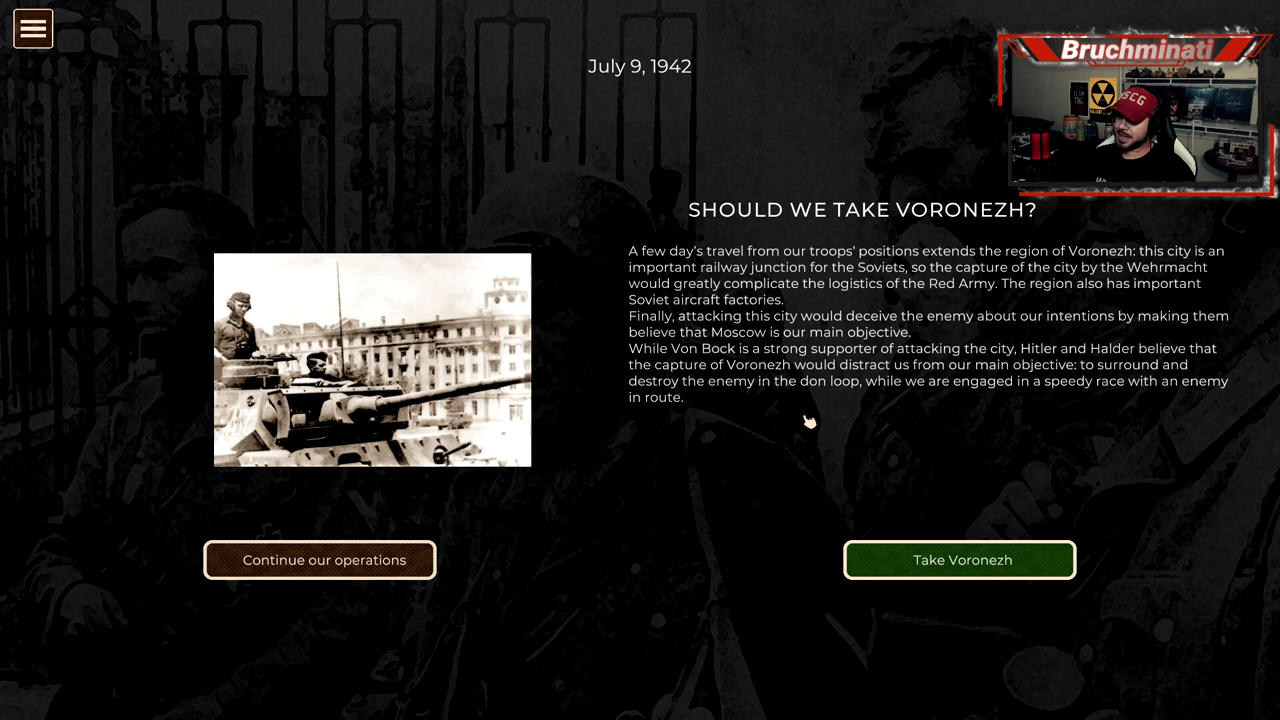 Bruchminati
July 9, 1942
SCG
SHOULD WE TAKE VORONEZH?
A few day's travel from our troops' positions extends the region of Voronezh: this city is an
important railway junction for the Soviets, so the capture of the city by the Wehrmacht
would greatly complicate the logistics of the Red Army. The region also has important
Soviet aircraft factories.
Finally, attacking this city would deceive the enemy about our intentions by making them
believe that Moscow is our main objective.
While Von Bock is a strong supporter of attacking the city, Hitler and Halder believe that
the capture of Voronezh would distract us from our main objective: to surround and
destroy the enemy in the don loop, while we are engaged in a speedy race with an enemy
in route.
Continue our operations
Take Voronezh